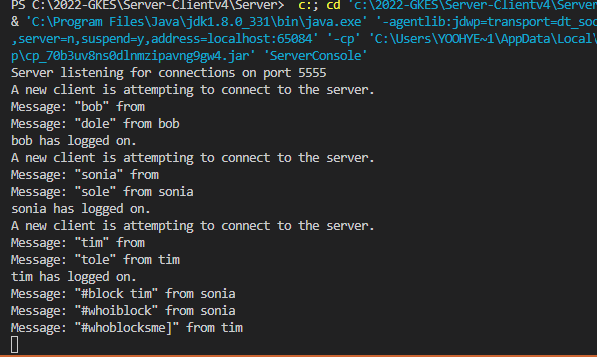 PS C:\2022-GKES\Server-Clientv4\Server>  c:; cd 'c:\2022-GKES\Server-Clientv4\Server
& 'C:\Program Files\Java\jdk1.8.0_331\bin\java.exe' '-agentlib:jdwp=transport=dt_soc
,server=n,suspend=y,address=localhost:65084' '-cp' 'C:\Users\YOOHYE~1\AppData\Local\
p\cp_70b3uv8ns0dlnmzipavng9gw4.jar' 'ServerConsole'
Server listening for connections on port 5555
A new client is attempting to connect to the server.
Message: "bob" from
Message: "dole" from bob
bob has logged on.
A new client is attempting to connect to the server.
Message: "sonia" from
Message: "sole" from sonia
sonia has logged on.
A new client is attempting to connect to the server.
Message: "tim" from
Message: "tole" from tim
tim has logged on.
Message: "#block tim" from sonia
Message: "#whoiblock" from sonia
Message: "#whoblocksme]" from tim